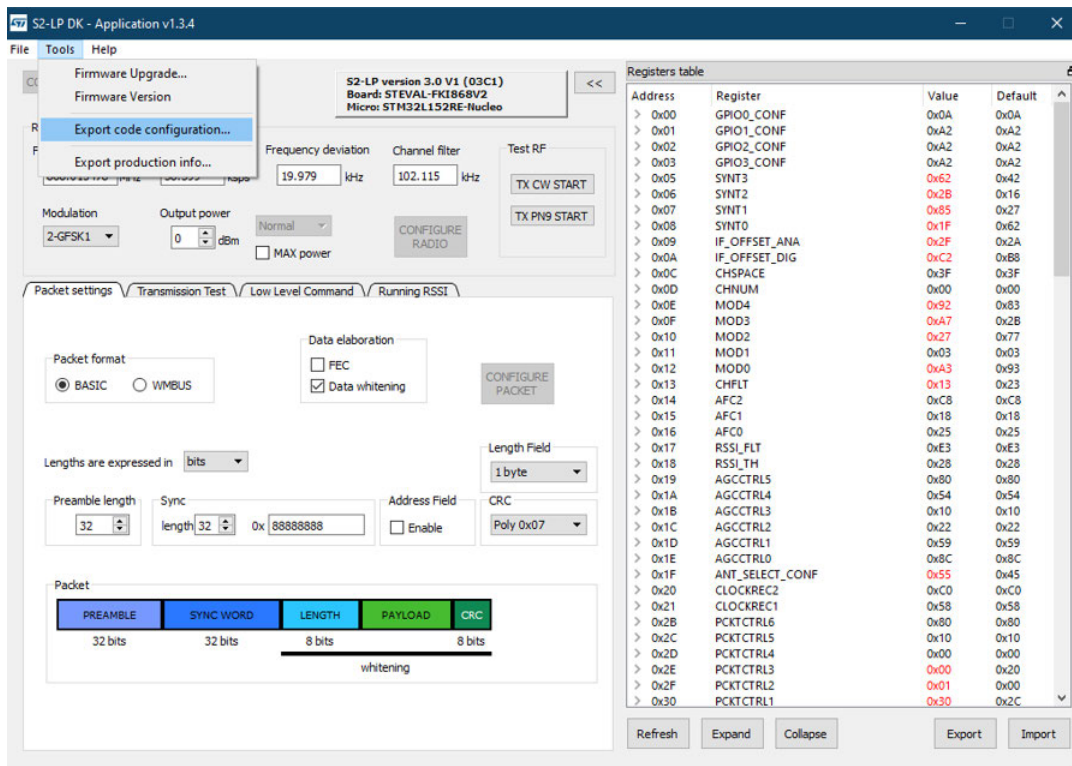 S2-LP DK - Application v1.3.4
File Tools Help
Firmware Upgrade...
Firmware Version
Export code configuration...
Export production info...
S2-LP version 3.0 V1 (03C1)
Board: STEVAL-FKI868V2
Micro: STM32L152RE-Nucleo
<<
Frequency deviation Channel filter Test RF
19.979 kHz 102.115 kHz
TX CW START
Modulation Output power
2-GFSK1 0 dBm Normal
MAX power
CONFIGURE
RADIO
TX PN9 START
Packet settings Transmission Test Low Level Command Running RSSI
Data elaboration
FEC
Data whitening
Packet format
BASIC WMBUS
CONFIGURE
PACKET
Lengths are expressed in bits
Length Field
1 byte
Preamble length Sync Address Field CRC
32 length 32 0x 88888888 Enable Poly 0x07
Packet
PREAMBLE SYNC WORD LENGTH PAYLOAD CRC
32 bits 32 bits 8 bits 8 bits
whitening
Registers table
Address Register Value Default
0x00 GPIO0_CONF 0x0A 0x0A
0x01 GPIO1_CONF 0xA2 0xA2
0x02 GPIO2_CONF 0xA2 0xA2
0x03 GPIO3_CONF 0xA2 0xA2
0x05 SYNT3 0x62 0x42
0x06 SYNT2 0x2B 0x16
0x07 SYNT1 0x85 0x27
0x08 SYNT0 0x1F 0x62
0x09 IF_OFFSET_ANA 0x2F 0x2A
0x0A IF_OFFSET_DIG 0xC2 0xB8
0x0C CHSPACE 0x3F 0x3F
0x0D CHNUM 0x00 0x00
0x0E MOD4 0x92 0x83
0x0F MOD3 0xA7 0x2B
0x10 MOD2 0x27 0x77
0x11 MOD1 0x03 0x03
0x12 MOD0 0xA3 0x93
0x13 CHFLT 0x13 0x23
0x14 AFC2 0xC8 0xC8
0x15 AFC1 0x18 0x18
0x16 AFC0 0x25 0x25
0x17 RSSI_FLT 0xE3 0xE3
0x18 RSSI_TH 0x28 0x28
0x19 AGCCTRL5 0x80 0x80
0x1A AGCCTRL4 0x54 0x54
0x1B AGCCTRL3 0x10 0x10
0x1C AGCCTRL2 0x22 0x22
0x1D AGCCTRL1 0x59 0x59
0x1E AGCCTRL0 0x8C 0x8C
0x1F ANT_SELECT_CONF 0x55 0x45
0x20 CLOCKREC2 0xC0 0xC0
0x21 CLOCKREC1 0x58 0x58
0x2B PCKTCTRL6 0x80 0x80
0x2C PCKTCTRL5 0x10 0x10
0x2D PCKTCTRL4 0x00 0x00
0x2E PCKTCTRL3 0x00 0x20
0x2F PCKTCTRL2 0x01 0x00
0x30 PCKTCTRL1 0x30 0x2C
Refresh Expand Collapse Export Import